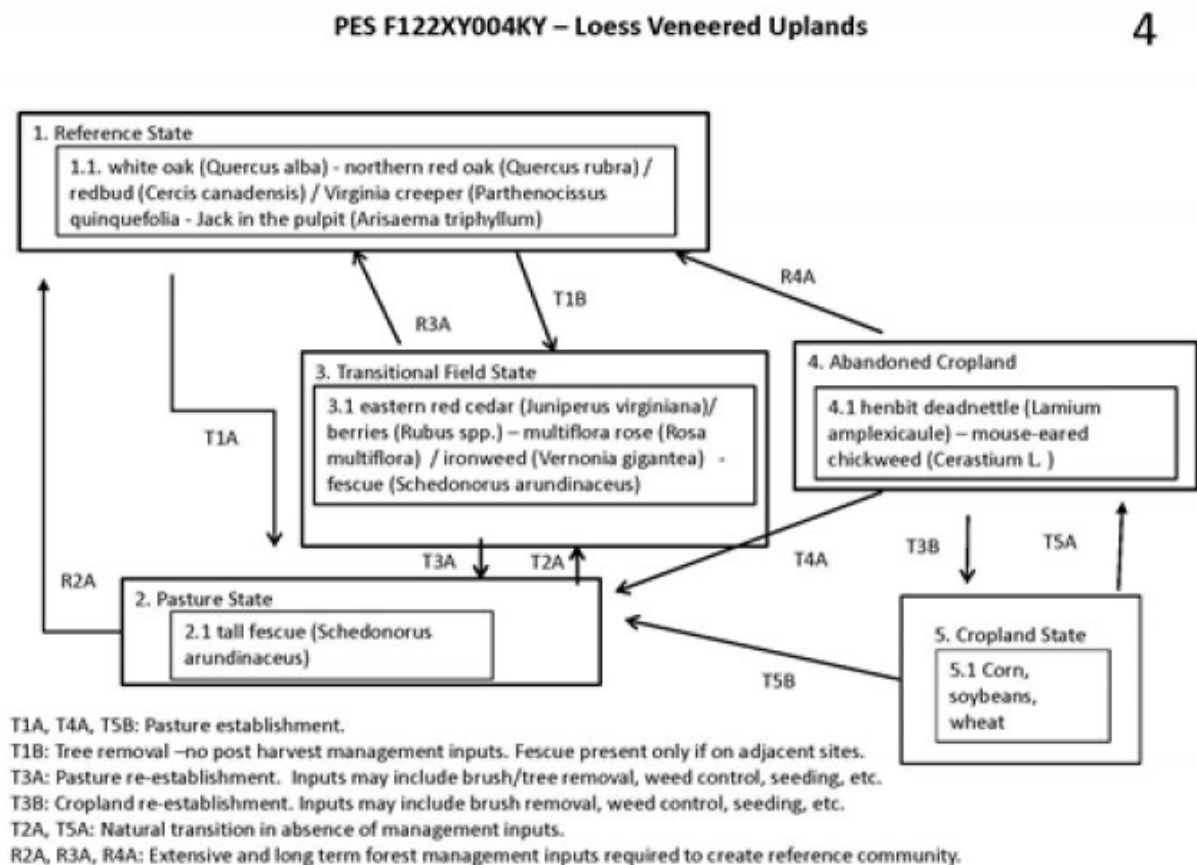 PES F122XY004KY – Loess Veneered Uplands
4
1. Reference State
1.1. white oak (Quercus alba) - northern red oak (Quercus rubra) /
redbud (Cercis canadensis) / Virginia creeper (Parthenocissus
quinquefolia - Jack in the pulpit (Arisaema triphyllum)
R4A
T1B
R3A
3. Transitional Field State
3.1 eastern red cedar (Juniperus virginiana)/
berries (Rubus spp.) – multiflora rose (Rosa
multiflora) / ironweed (Vernonia gigantea) -
fescue (Schedonorus arundinaceus)
4. Abandoned Cropland
4.1 henbit deadnettle (Lamium
amplexicaule) – mouse-eared
chickweed (Cerastium L. )
T1A
T3A
T2A
T4A
T3B
T5A
R2A
2. Pasture State
2.1 tall fescue (Schedonorus
arundinaceus)
5. Cropland State
5.1 Corn,
soybeans,
wheat
T5B
T1A, T4A, T5B: Pasture establishment.
T1B: Tree removal –no post harvest management inputs. Fescue present only if on adjacent sites.
T3A: Pasture re-establishment. Inputs may include brush/tree removal, weed control, seeding, etc.
T3B: Cropland re-establishment. Inputs may include brush removal, weed control, seeding, etc.
T2A, T5A: Natural transition in absence of management inputs.
R2A, R3A, R4A: Extensive and long term forest management inputs required to create reference community.